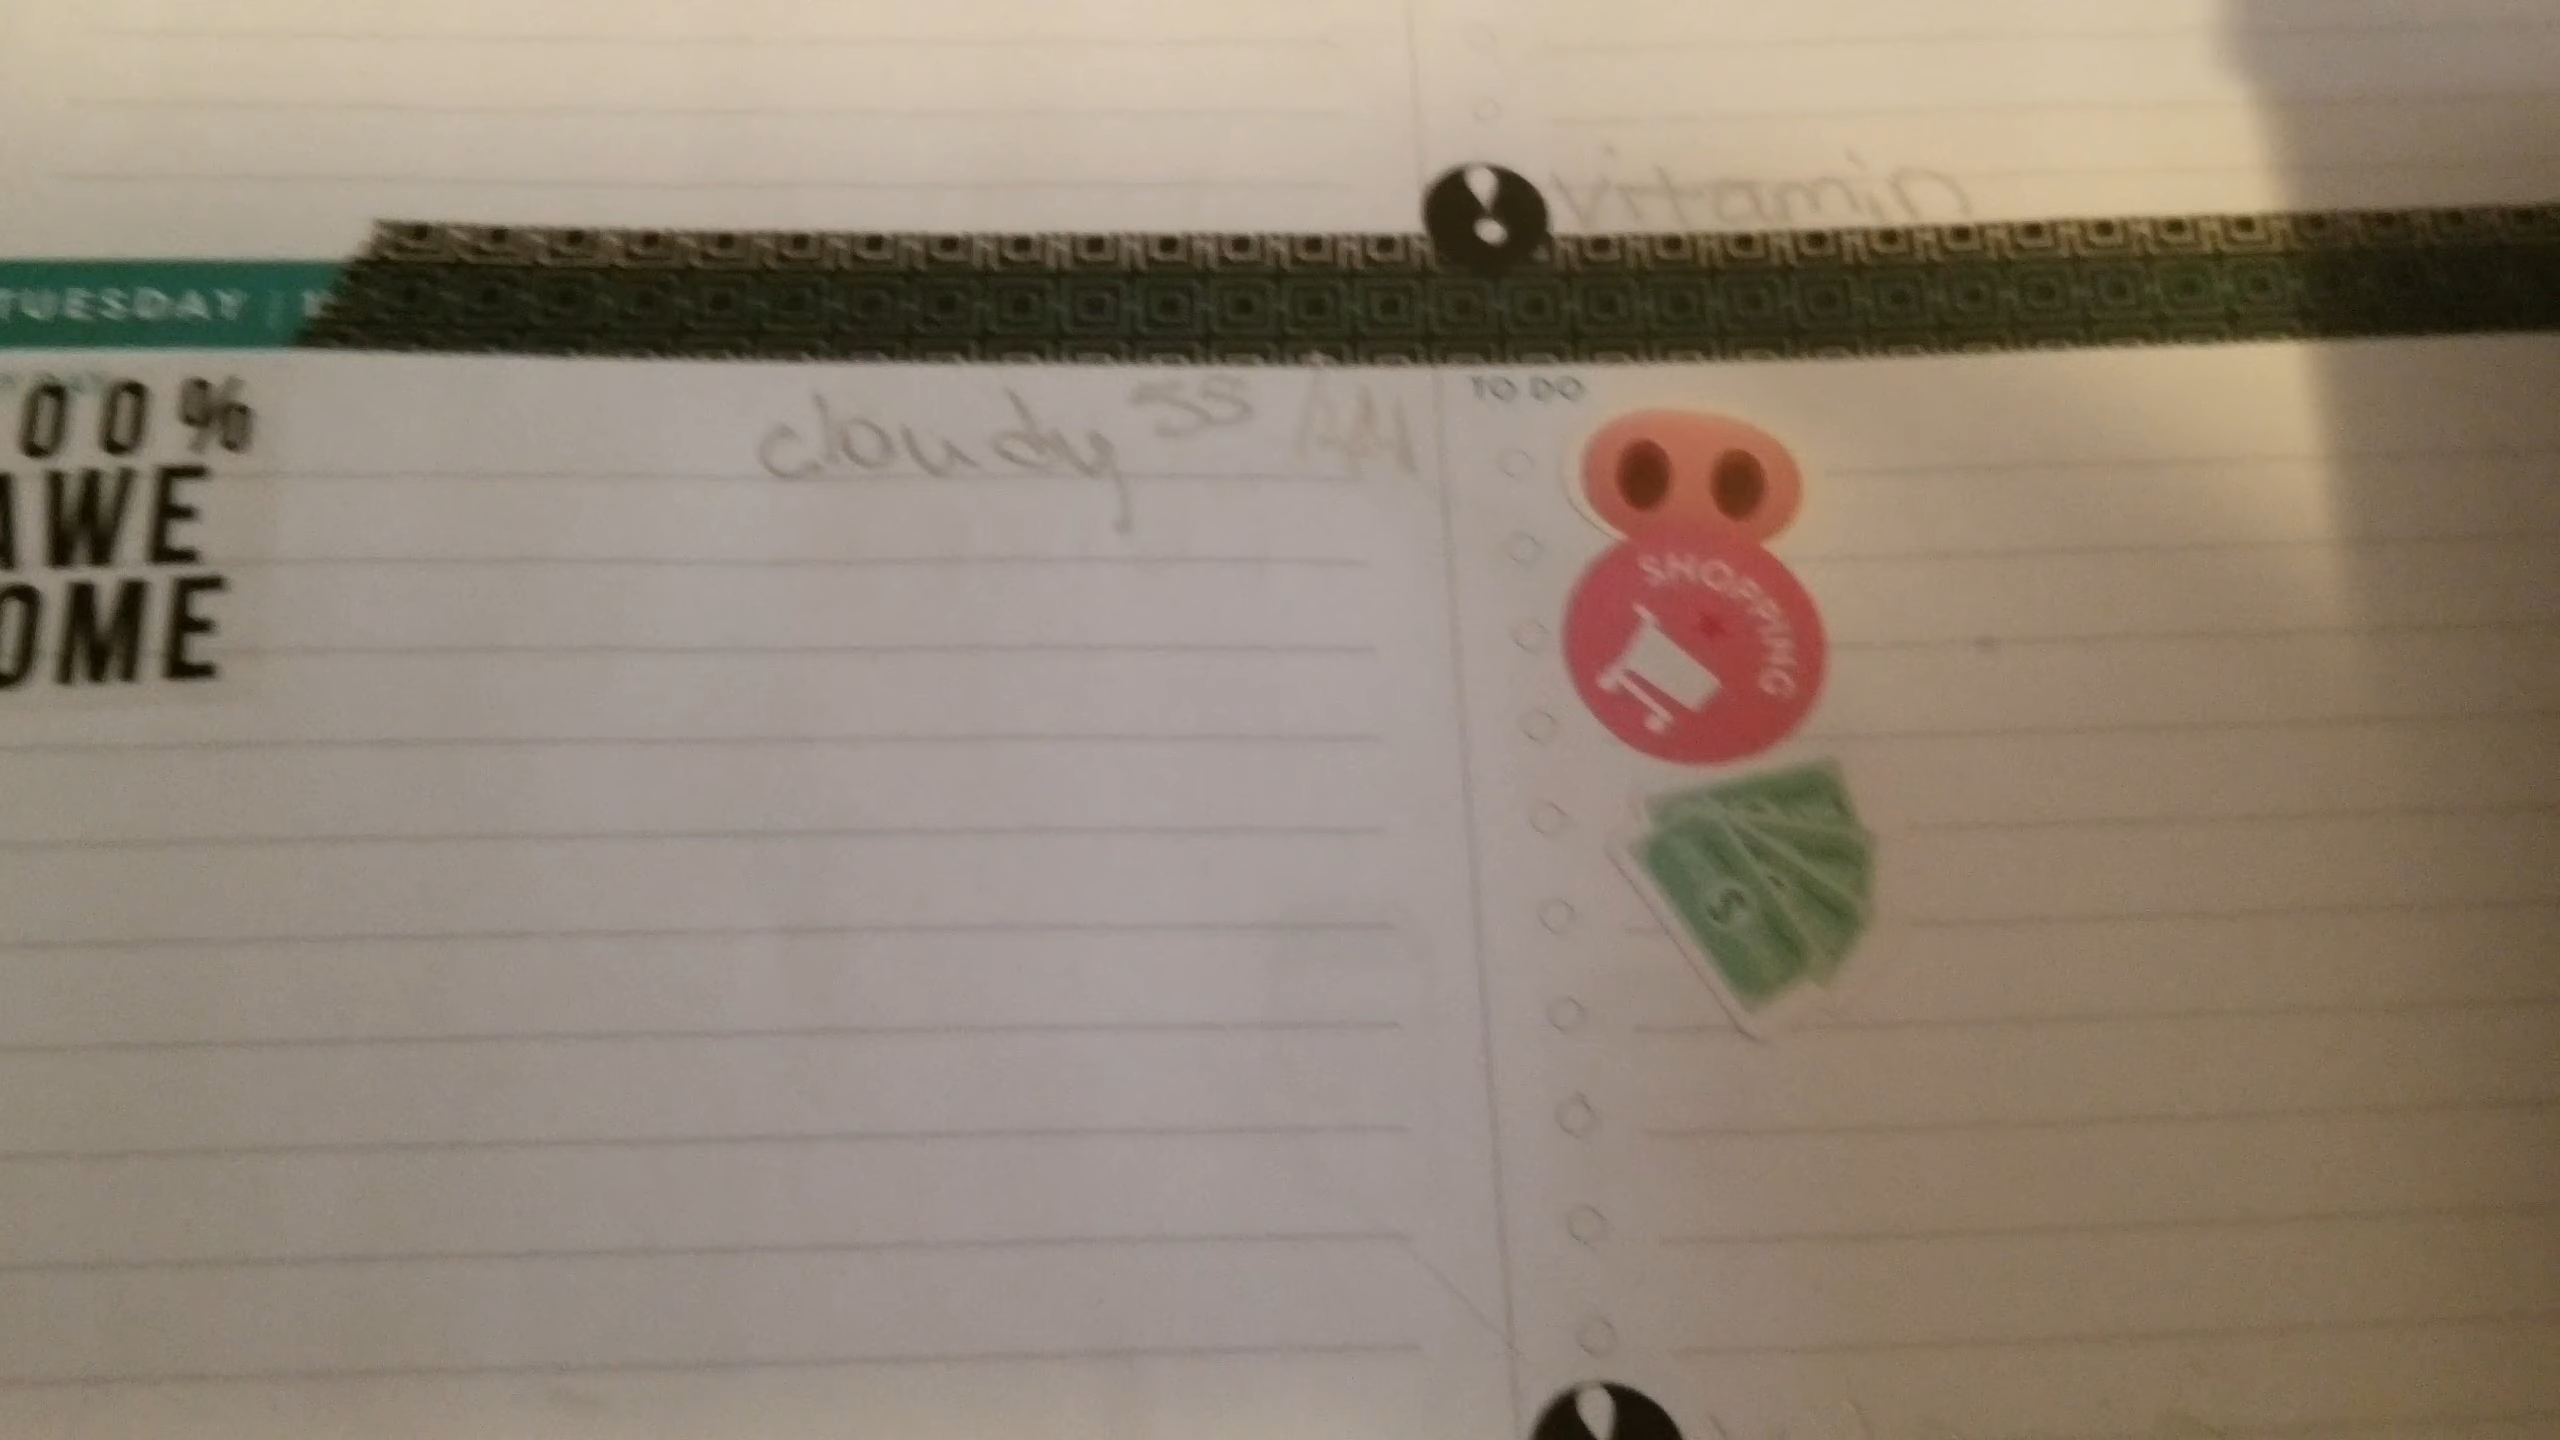 vitamin
TUESDAY |
00%
AWE
OME
cloudy 55
TO DO
SHOPPING
$